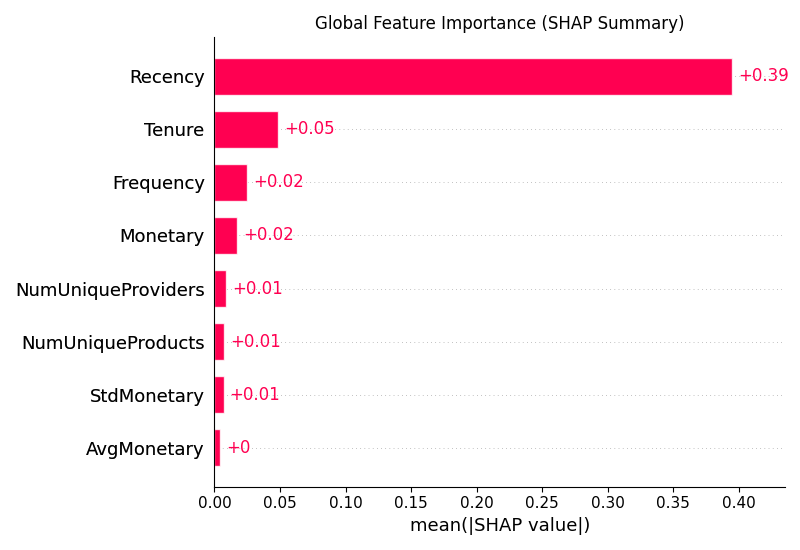 Global Feature Importance (SHAP Summary)
Recency +0.39
Tenure +0.05
Frequency +0.02
Monetary +0.02
NumUniqueProviders +0.01
NumUniqueProducts +0.01
StdMonetary +0.01
AvgMonetary +0
0.00 0.05 0.10 0.15 0.20 0.25 0.30 0.35 0.40
mean(|SHAP value|)